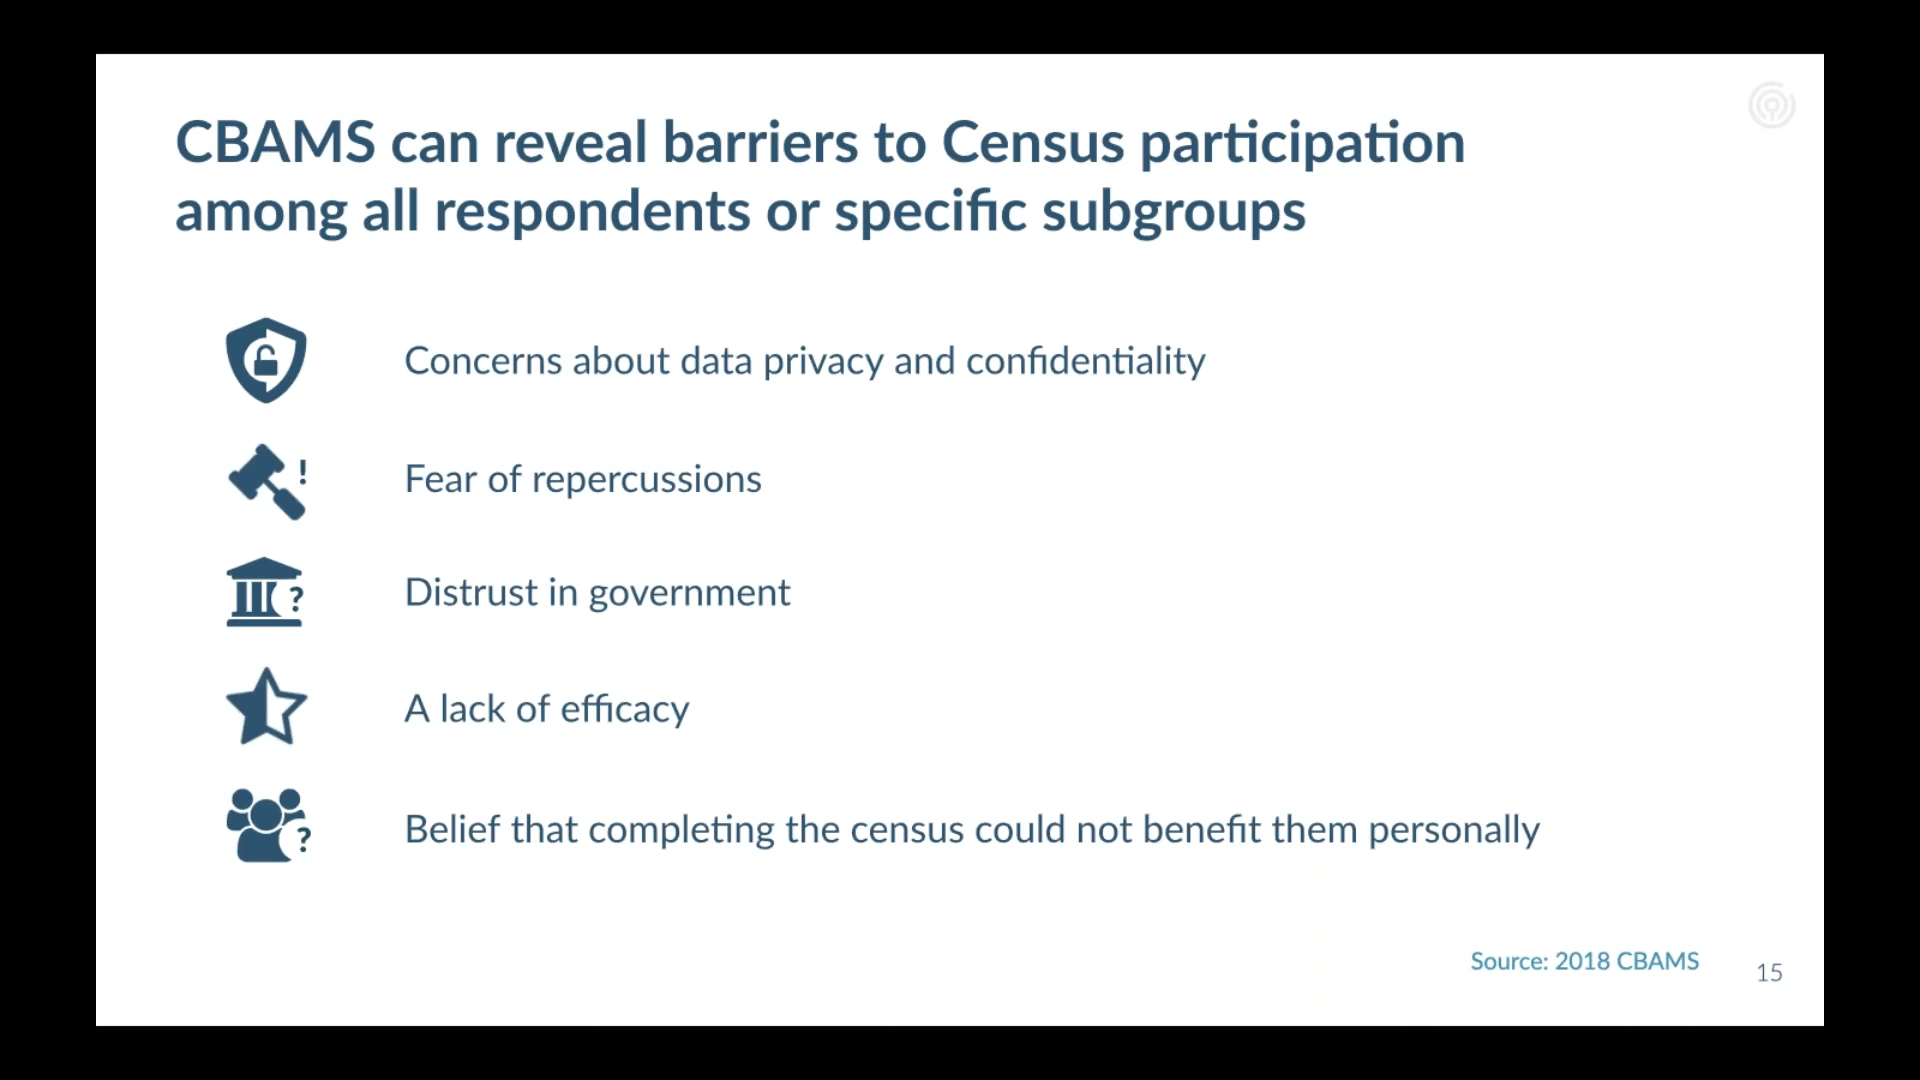 CBAMS can reveal barriers to Census participation
among all respondents or specific subgroups
Concerns about data privacy and confidentiality
!
Fear of repercussions
?
Distrust in government
A lack of efficacy
?
Belief that completing the census could not benefit them personally
Source: 2018 CBAMS
15